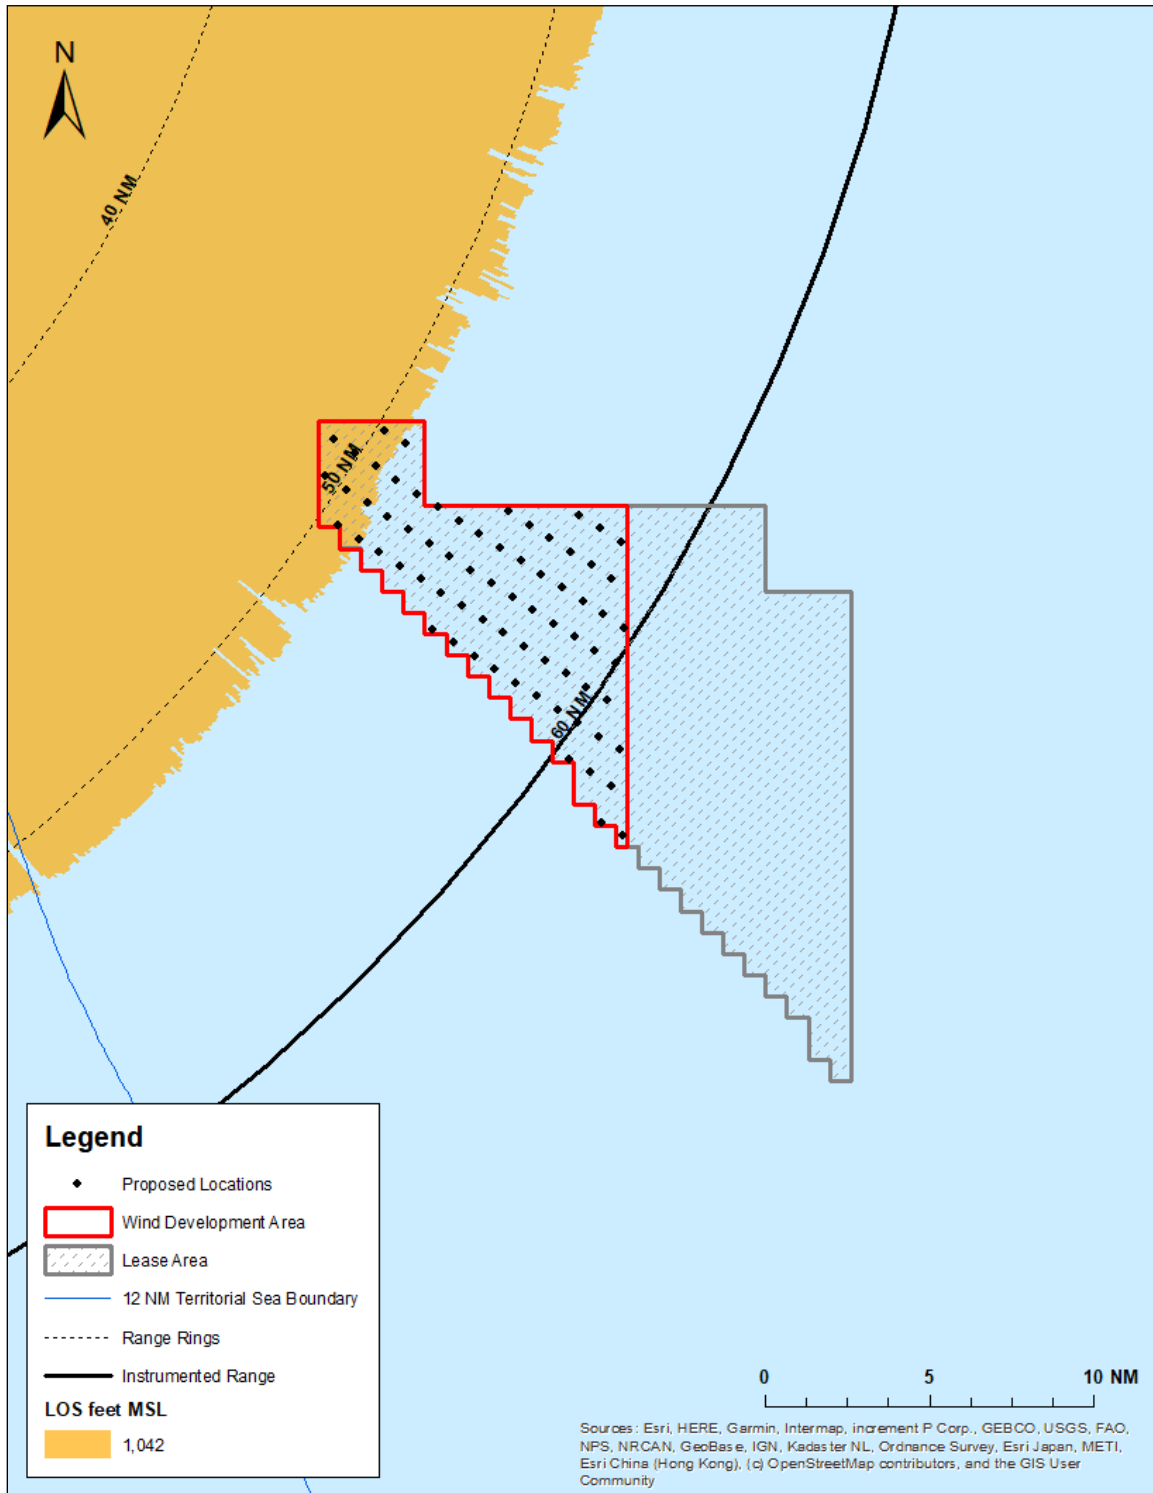 N
40 NM
50 NM
60 NM
Legend
Proposed Locations
Wind Development Area
Lease Area
12 NM Territorial Sea Boundary
Range Rings
Instrumented Range
LOS feet MSL
1,042
0 5 10 NM
Sources: Esri, HERE, Garmin, Intermap, increment P Corp., GEBCO, USGS, FAO,
NPS, NRCAN, GeoBase, IGN, Kadaster NL, Ordnance Survey, Esri Japan, METI,
Esri China (Hong Kong), (c) OpenStreetMap contributors, and the GIS User
Community